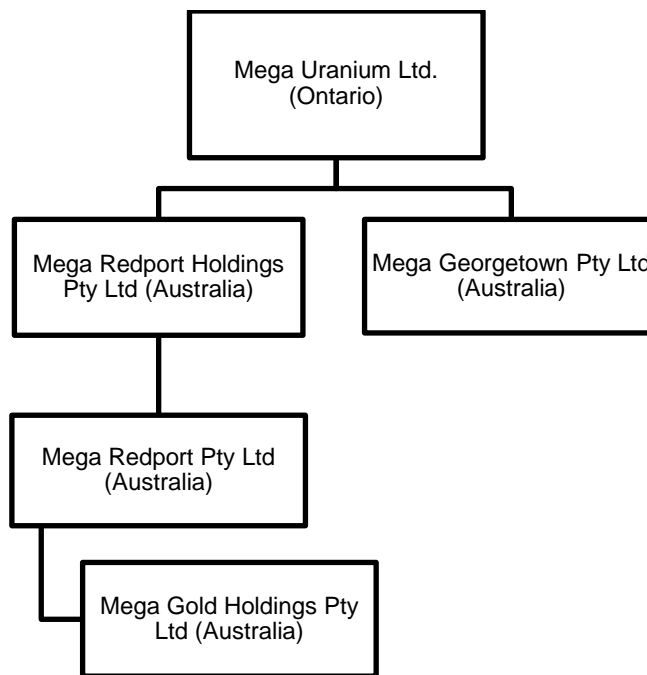 Mega Uranium Ltd.
(Ontario)
Mega Redport Holdings
Pty Ltd (Australia)
Mega Georgetown Pty Ltd
(Australia)
Mega Redport Pty Ltd
(Australia)
Mega Gold Holdings Pty
Ltd (Australia)